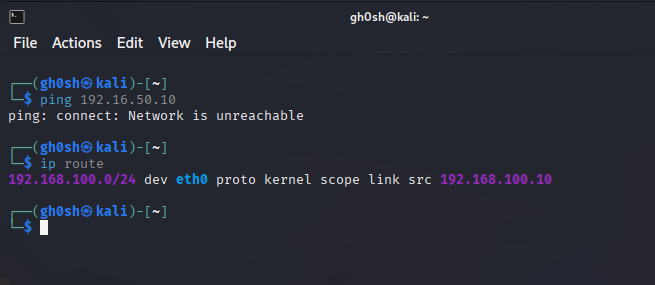 gh0sh@kali: ~
File Actions Edit View Help
┌──(gh0sh㉿kali)-[~]
└─$ ping 192.16.50.10
ping: connect: Network is unreachable
┌──(gh0sh㉿kali)-[~]
└─$ ip route
192.168.100.0/24 dev eth0 proto kernel scope link src 192.168.100.10
┌──(gh0sh㉿kali)-[~]
└─$